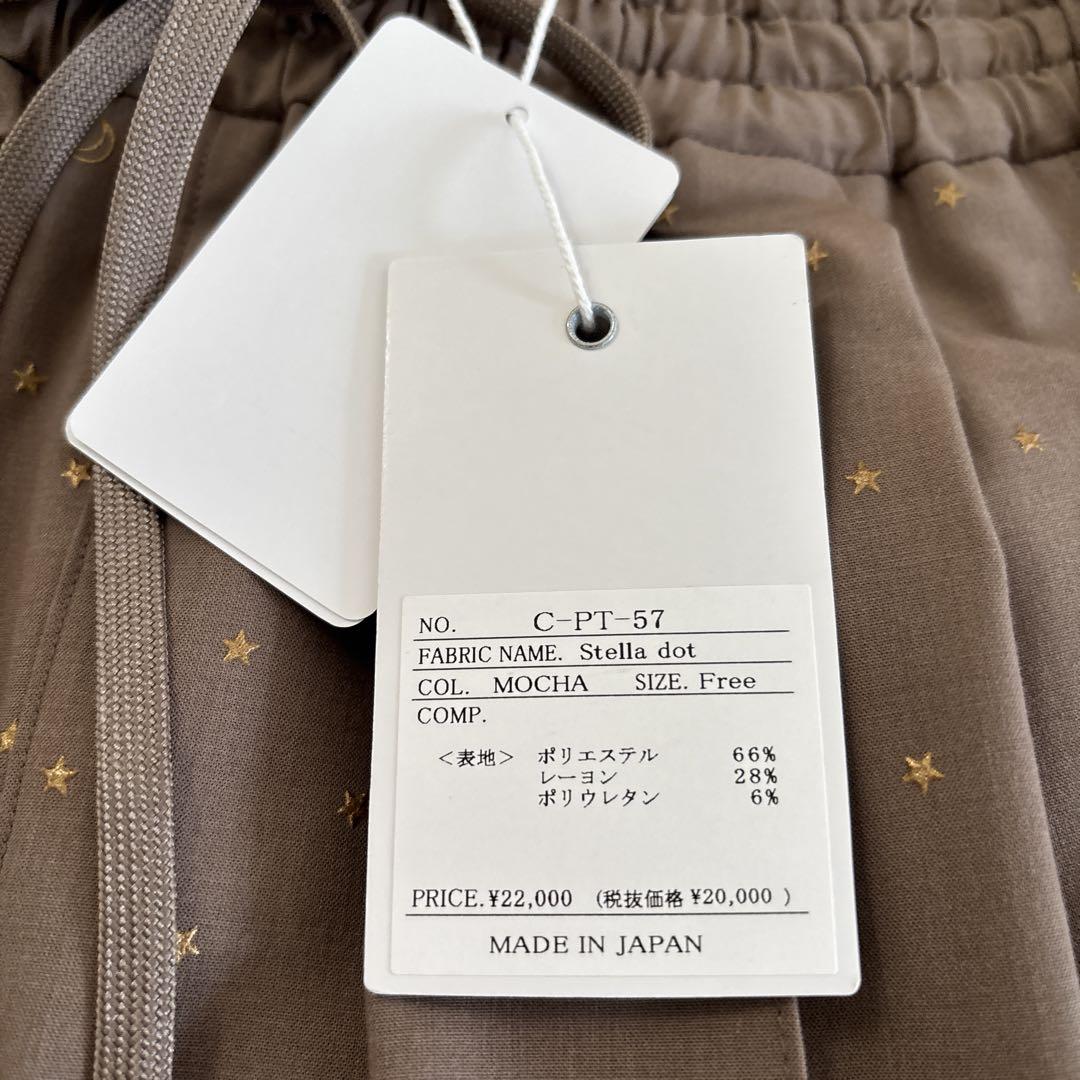 NO. C-PT-57
FABRIC NAME. Stella dot
COL. MOCHA SIZE. Free
COMP.
<表地> ポリエステル 66%
レーヨン 28%
ポリウレタン 6%
PRICE.¥22,000 (税抜価格 ¥20,000 )
MADE IN JAPAN